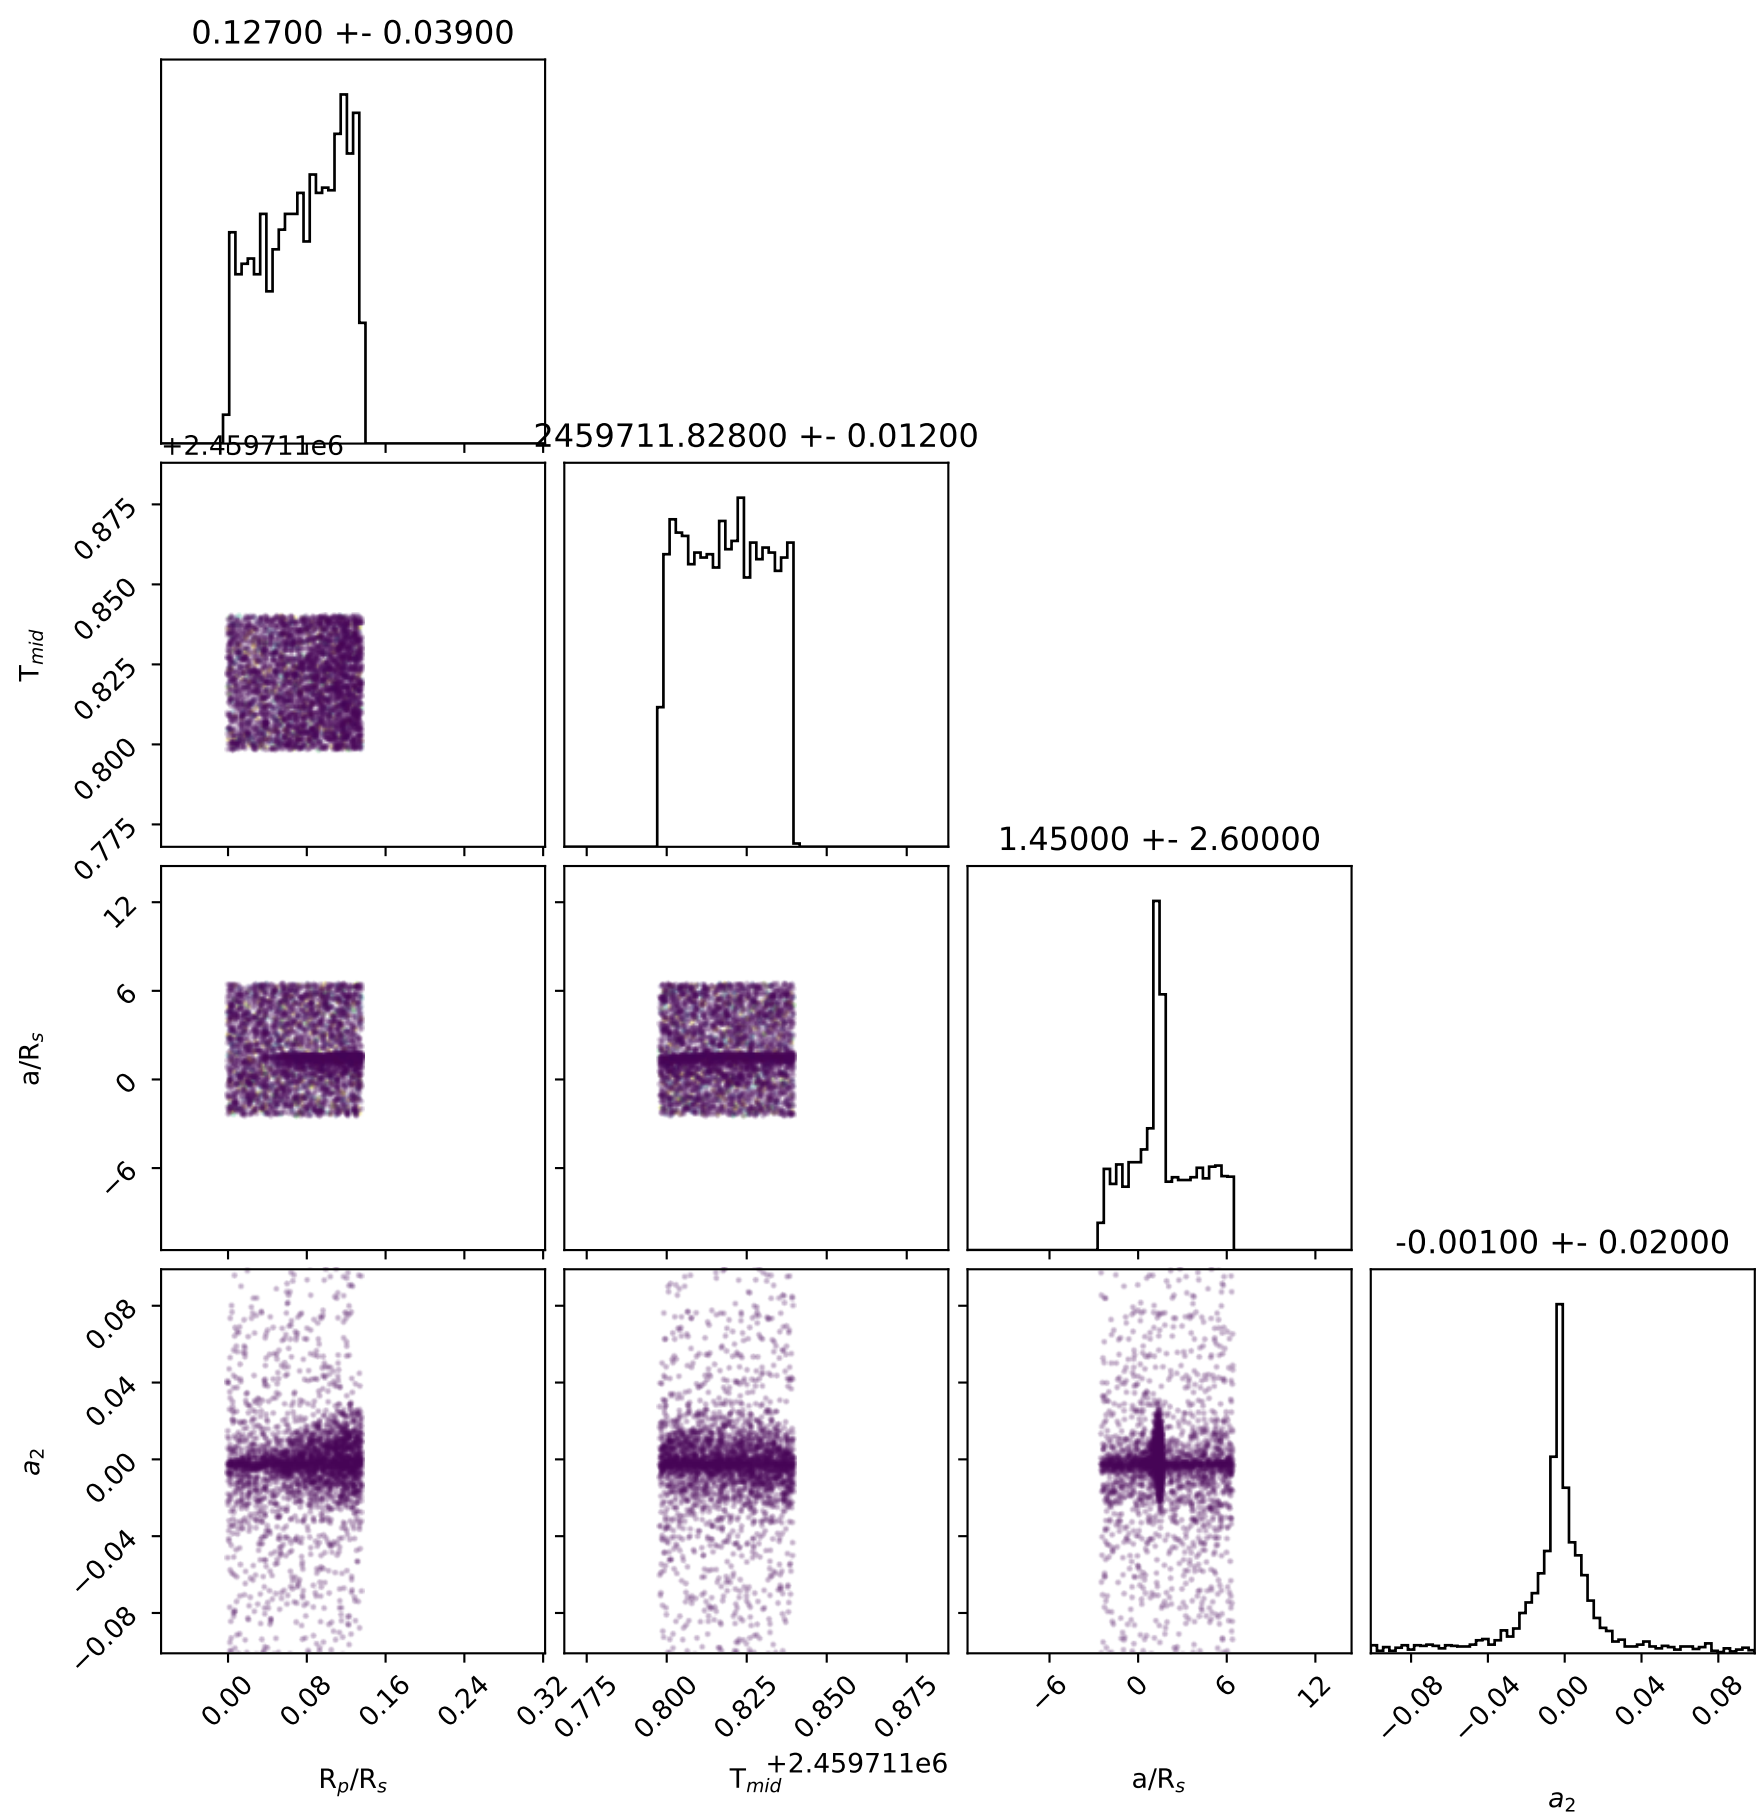 0.12700 +- 0.03900
+2.459711e6
2459711.82800 +- 0.01200
0.875
0.850
0.825
0.800
0.775
T_mid
1.45000 +- 2.60000
12
6
0
−6
a/R_s
-0.00100 +- 0.02000
0.08
0.04
0.00
−0.04
−0.08
a_2
0.00 0.08 0.16 0.24 0.32
0.775 0.800 0.825 0.850 0.875
−6 0 6 12
−0.08 −0.04 0.00 0.04 0.08
+2.459711e6
R_p/R_s
T_mid
a/R_s
a_2